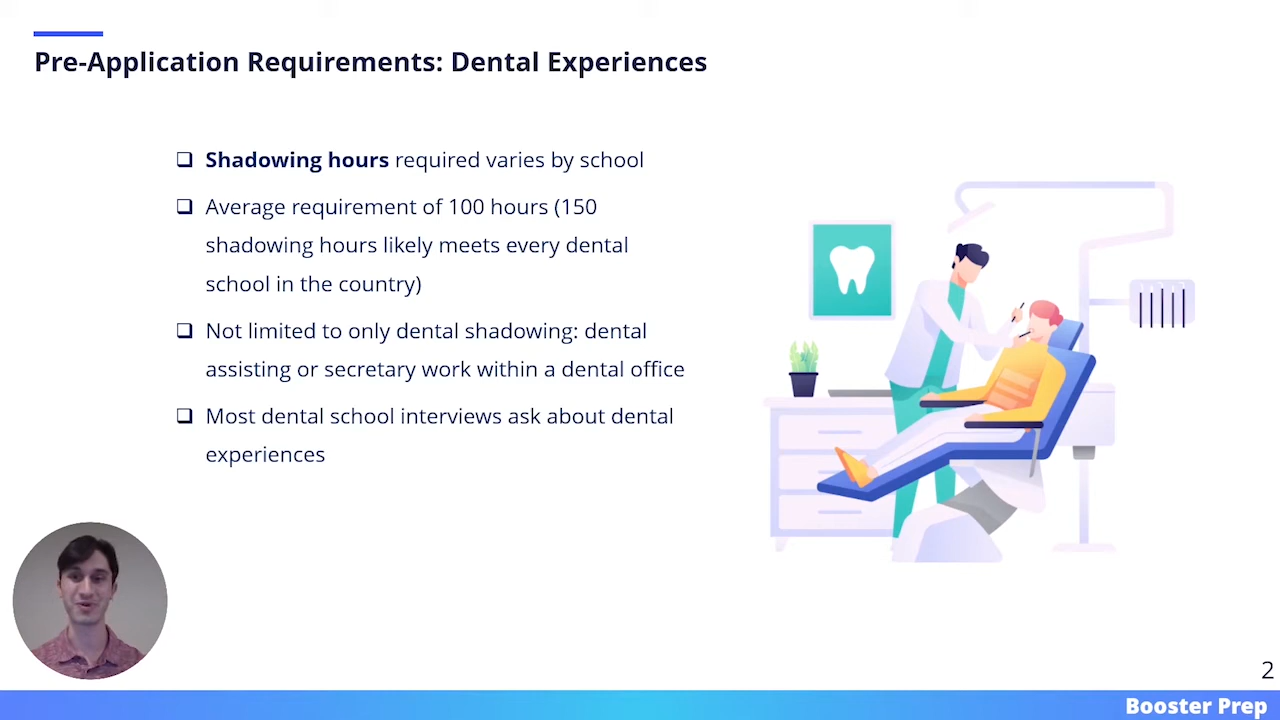 Pre-Application Requirements: Dental Experiences
Shadowing hours required varies by school
Average requirement of 100 hours (150
shadowing hours likely meets every dental
school in the country)
Not limited to only dental shadowing: dental
assisting or secretary work within a dental office
Most dental school interviews ask about dental
experiences
2
Booster Prep